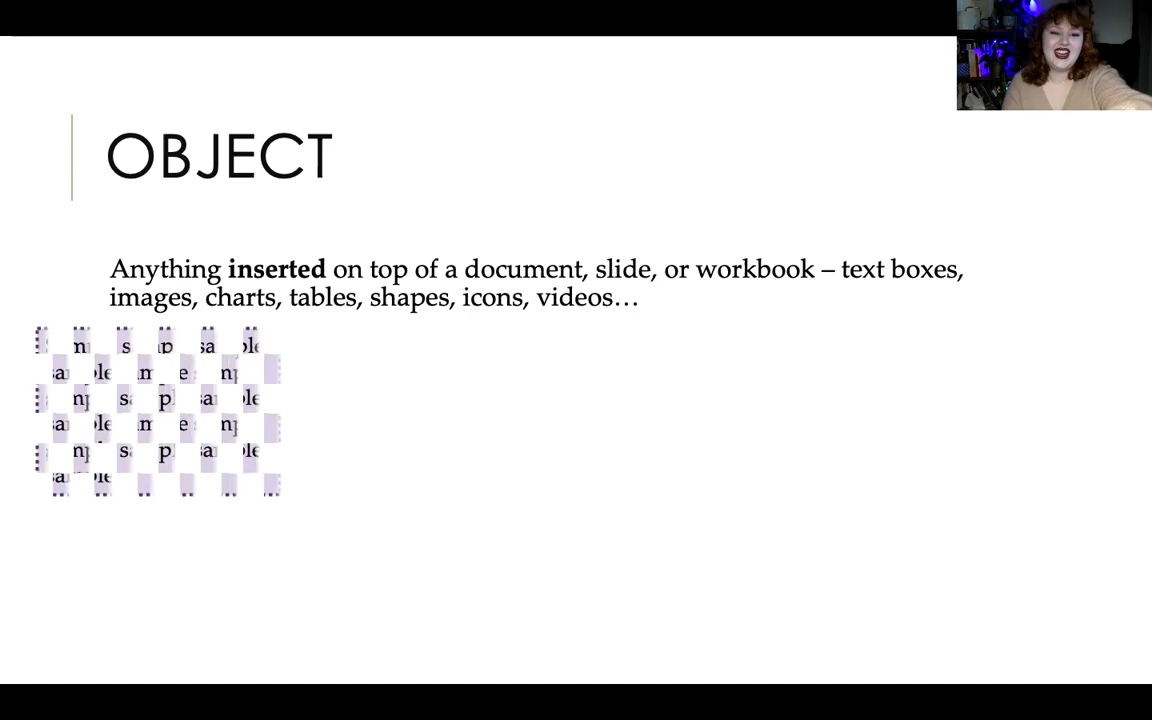 OBJECT
Anything inserted on top of a document, slide, or workbook – text boxes,
images, charts, tables, shapes, icons, videos…